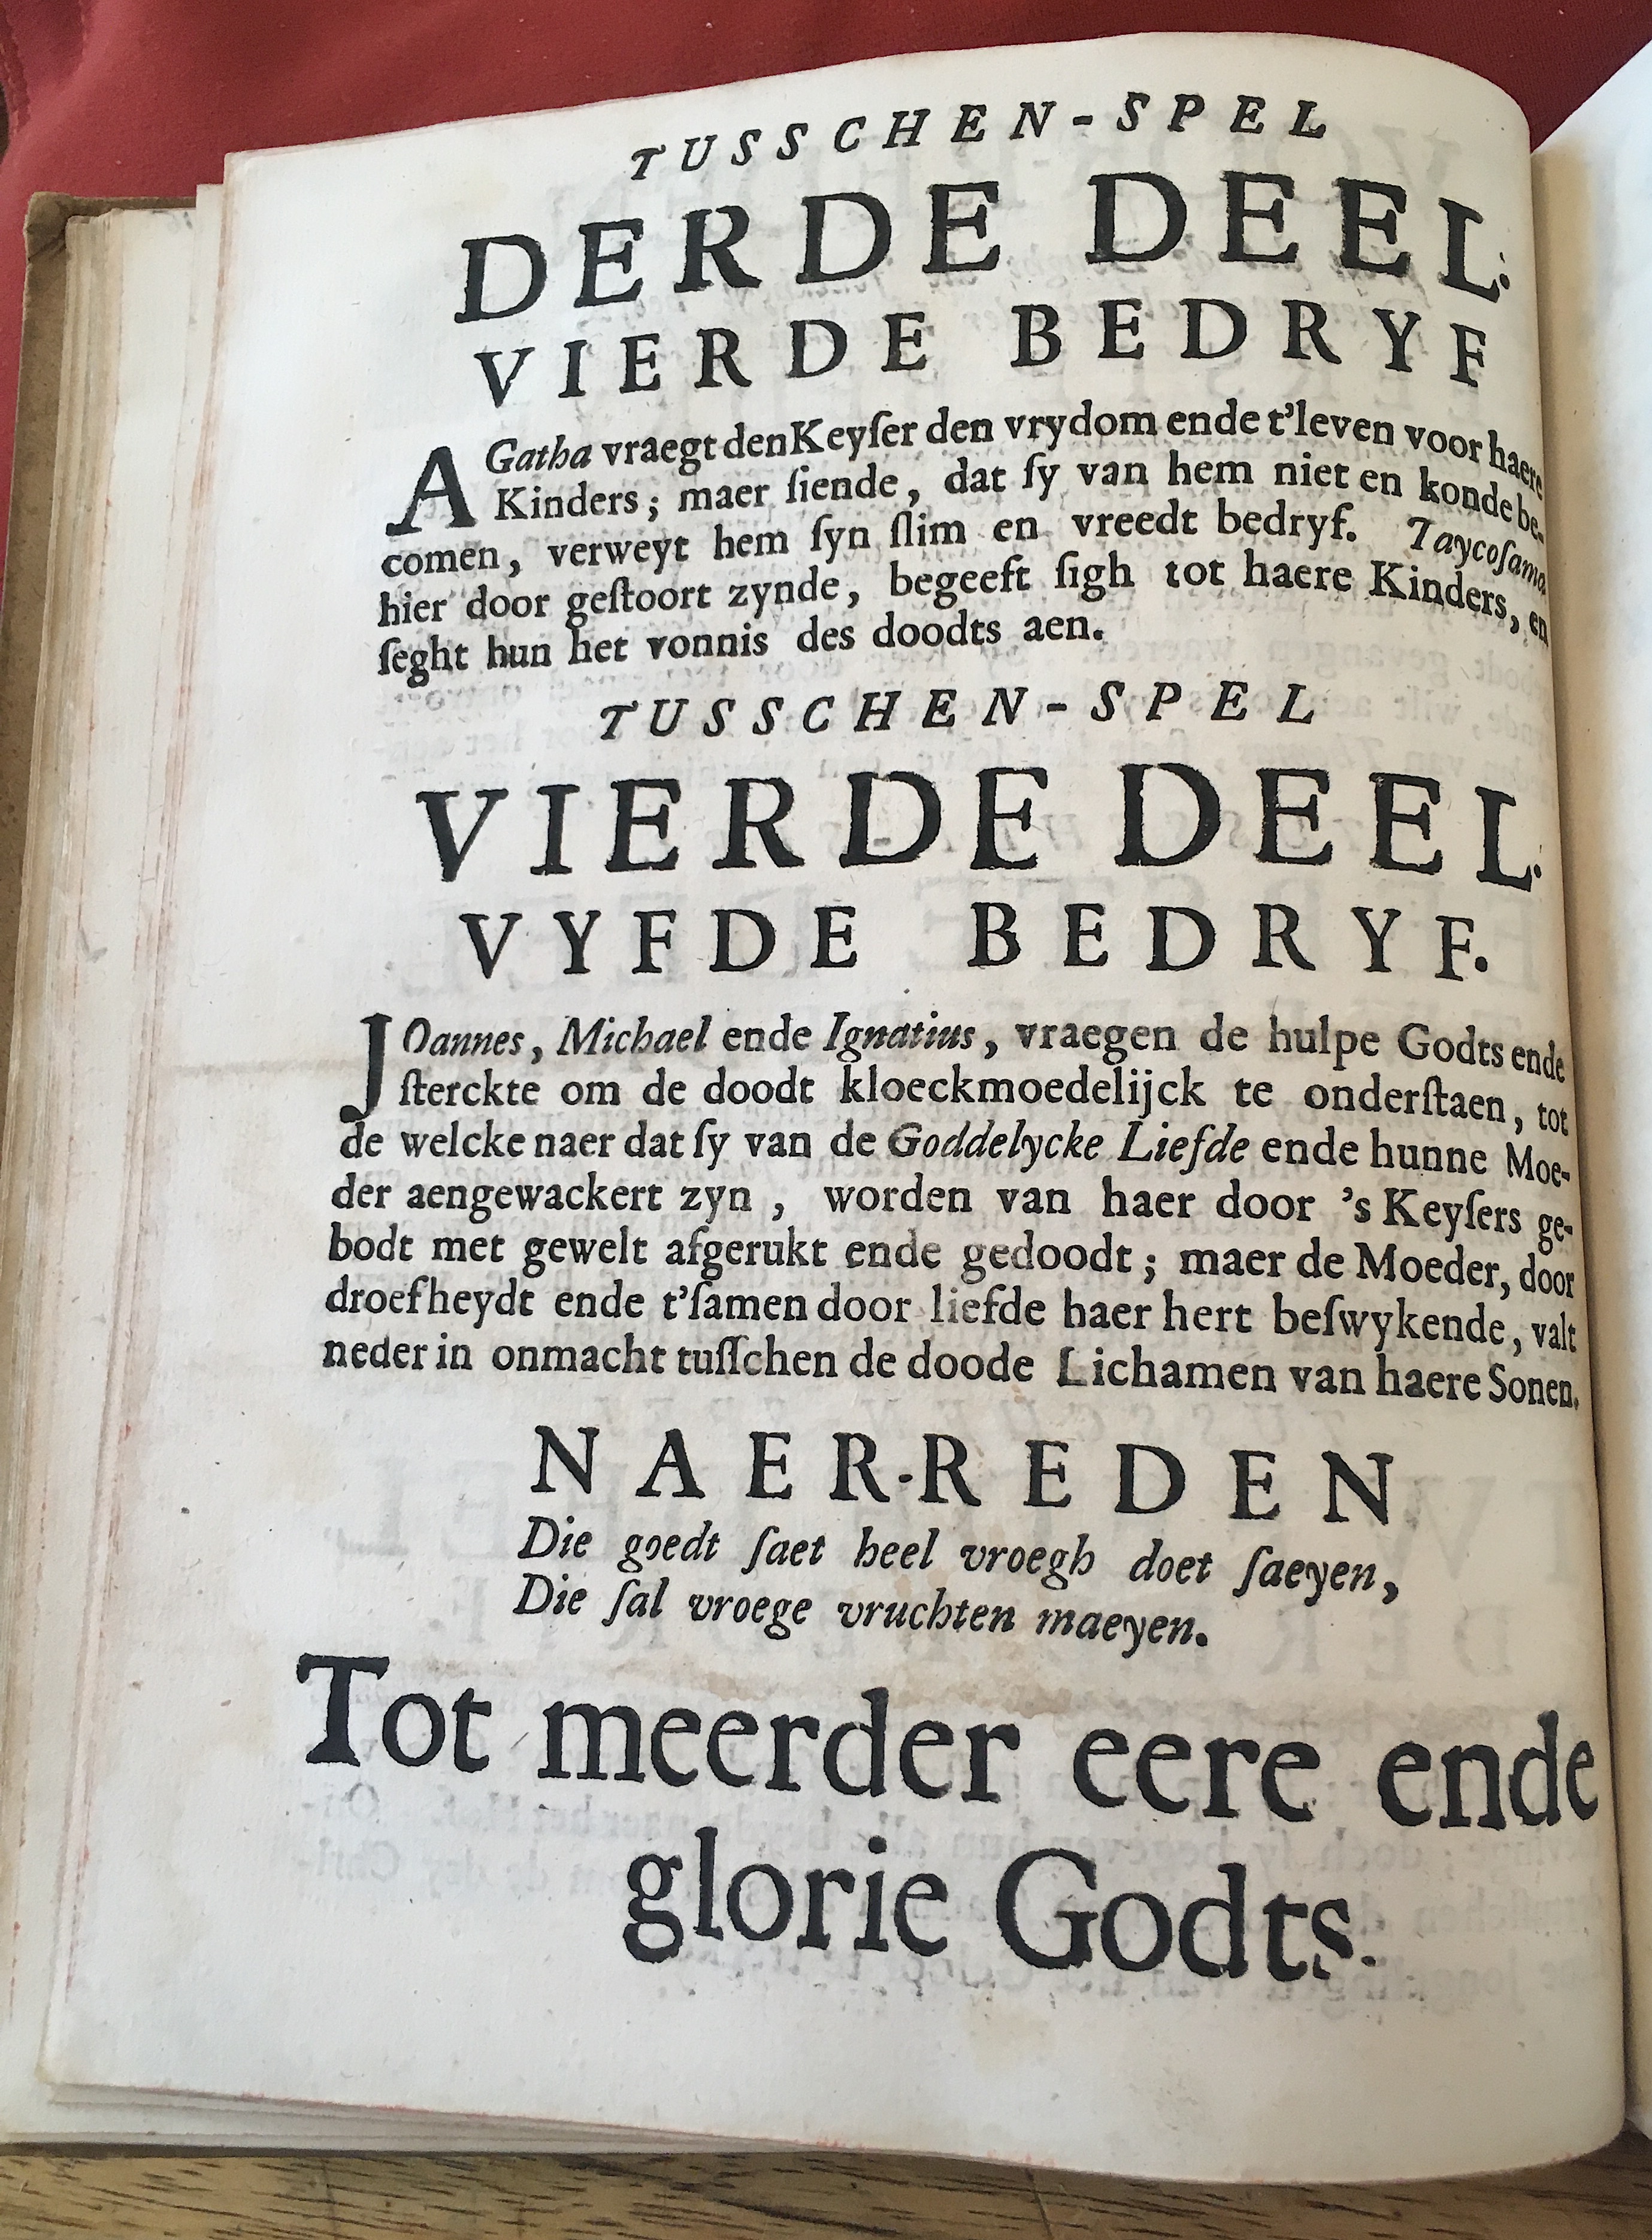 TUSSCHEN-SPEL
DERDE DEEL.
VIERDE BEDRYF
AGatha vraegt den Keyſer den vrydom ende t'leven voor haere
Kinders; maer ſiende, dat ſy van hem niet en konde be-
comen, verweyt hem ſyn ſlim en vreedt bedryf. Taycoſama
hier door geſtoort zynde, begeeft ſigh tot haere Kinders, en
ſeght hun het vonnis des doodts aen.
TUSSCHEN-SPEL
VIERDE DEEL.
VYFDE BEDRYF.
JOannes, Michael ende Ignatius, vraegen de hulpe Godts ende
ſterckte om de doodt kloeckmoedelijck te onderſtaen, tot
de welcke naer dat ſy van de Goddelycke Liefde ende hunne Moe-
der aengewackert zyn, worden van haer door 's Keyſers ge-
bodt met gewelt afgerukt ende gedoodt; maer de Moeder, door
droefheydt ende t'ſamen door liefde haer hert beſwykende, valt
neder in onmacht tuſſchen de doode Lichamen van haere Sonen.
NAER-REDEN
Die goedt ſaet heel vroegh doet ſaeyen,
Die ſal vroege vruchten maeyen.
Tot meerder eere ende
glorie Godts.